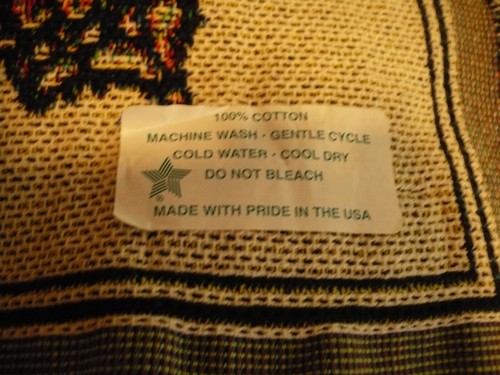 100% COTTON
MACHINE WASH - GENTLE CYCLE
COLD WATER - COOL DRY
DO NOT BLEACH
®
MADE WITH PRIDE IN THE USA